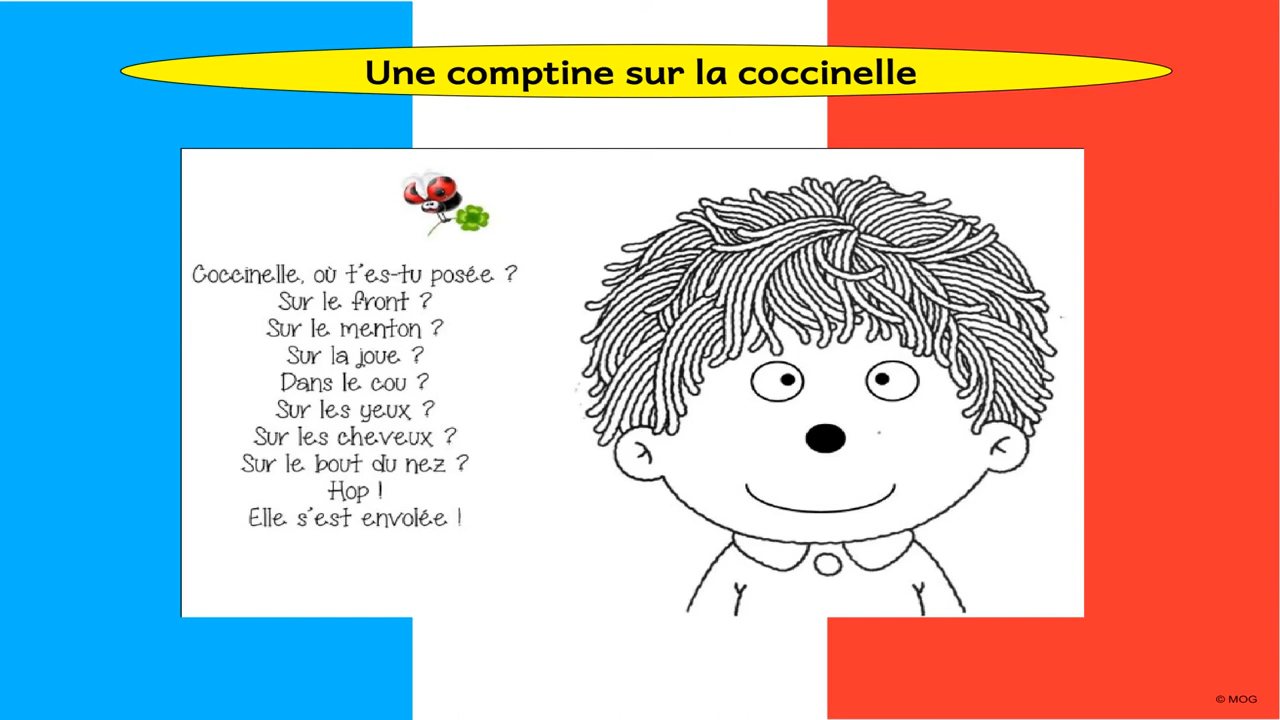 Une comptine sur la coccinelle
Coccinelle, où t'es-tu posée ?
Sur le front ?
Sur le menton ?
Sur la joue ?
Dans le cou ?
Sur les yeux ?
Sur les cheveux ?
Sur le bout du nez ?
Hop !
Elle s'est envolée !
© MOG